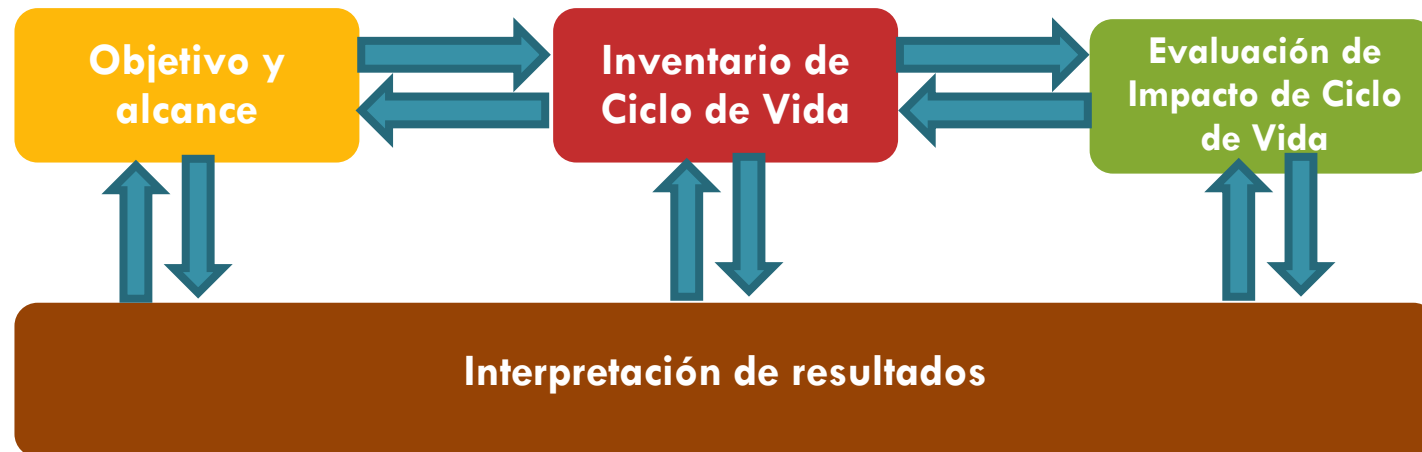 Objetivo y
alcance
Inventario de
Ciclo de Vida
Evaluación de
Impacto de Ciclo
de Vida
Interpretación de resultados